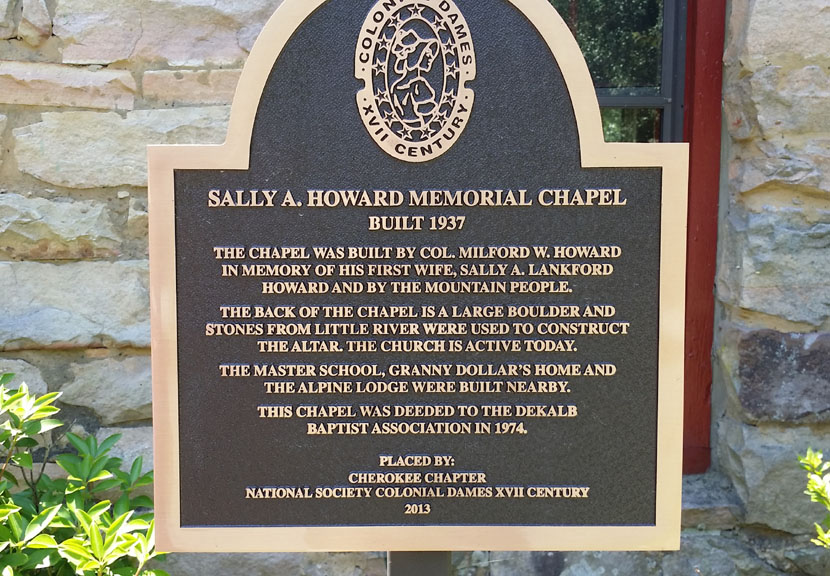 COLONIAL DAMES
XVII CENTURY
SALLY A. HOWARD MEMORIAL CHAPEL
BUILT 1937
THE CHAPEL WAS BUILT BY COL. MILFORD W. HOWARD
IN MEMORY OF HIS FIRST WIFE, SALLY A. LANKFORD
HOWARD AND BY THE MOUNTAIN PEOPLE.
THE BACK OF THE CHAPEL IS A LARGE BOULDER AND
STONES FROM LITTLE RIVER WERE USED TO CONSTRUCT
THE ALTAR. THE CHURCH IS ACTIVE TODAY.
THE MASTER SCHOOL, GRANNY DOLLAR'S HOME AND
THE ALPINE LODGE WERE BUILT NEARBY.
THIS CHAPEL WAS DEEDED TO THE DEKALB
BAPTIST ASSOCIATION IN 1974.
PLACED BY:
CHEROKEE CHAPTER
NATIONAL SOCIETY COLONIAL DAMES XVII CENTURY
2013